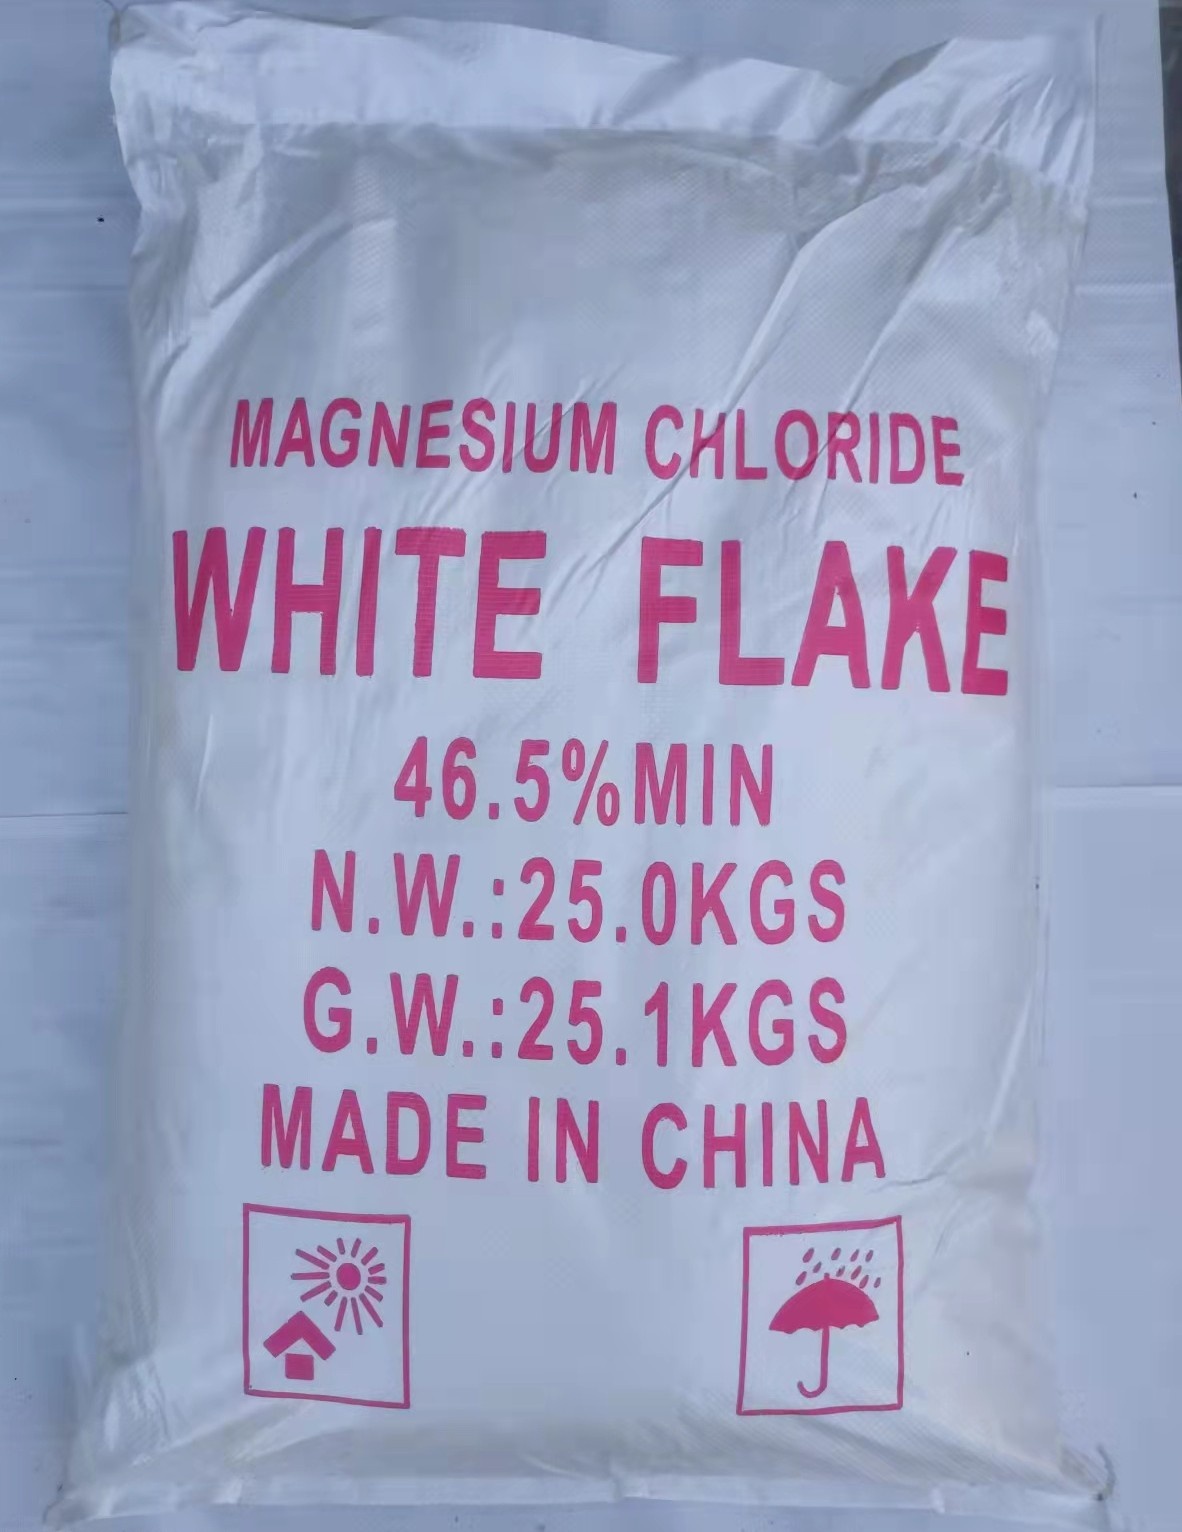 MAGNESIUM CHLORIDE
WHITE FLAKE
46.5%MIN
N.W.:25.0KGS
G.W.:25.1KGS
MADE IN CHINA